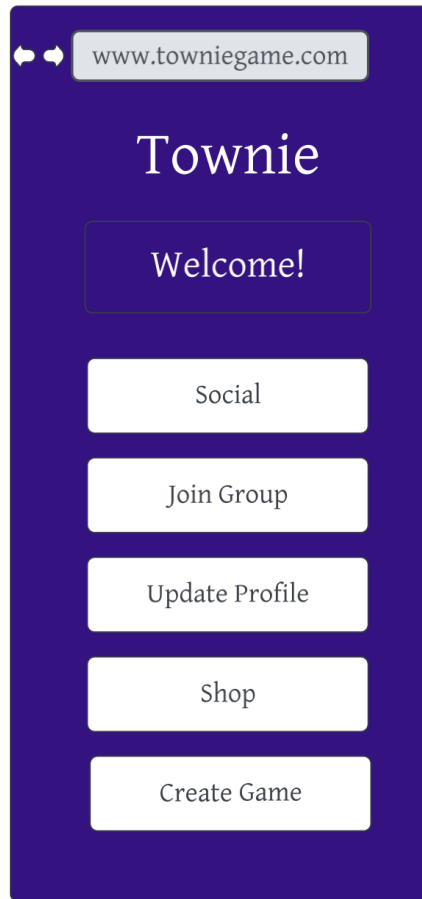 www.towniegame.com
Townie
Welcome!
Social
Join Group
Update Profile
Shop
Create Game